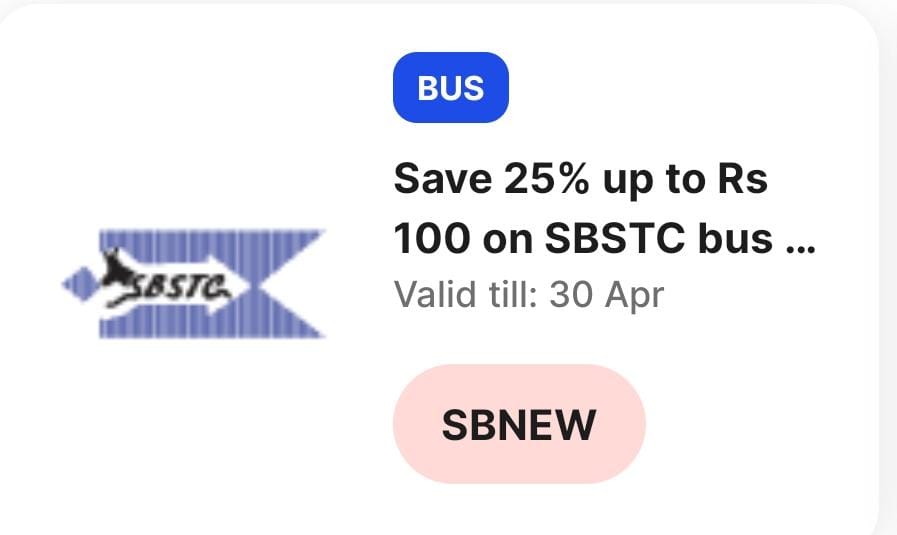 BUS
Save 25% up to Rs
100 on SBSTC bus ...
Valid till: 30 Apr
SBSTC
SBNEW